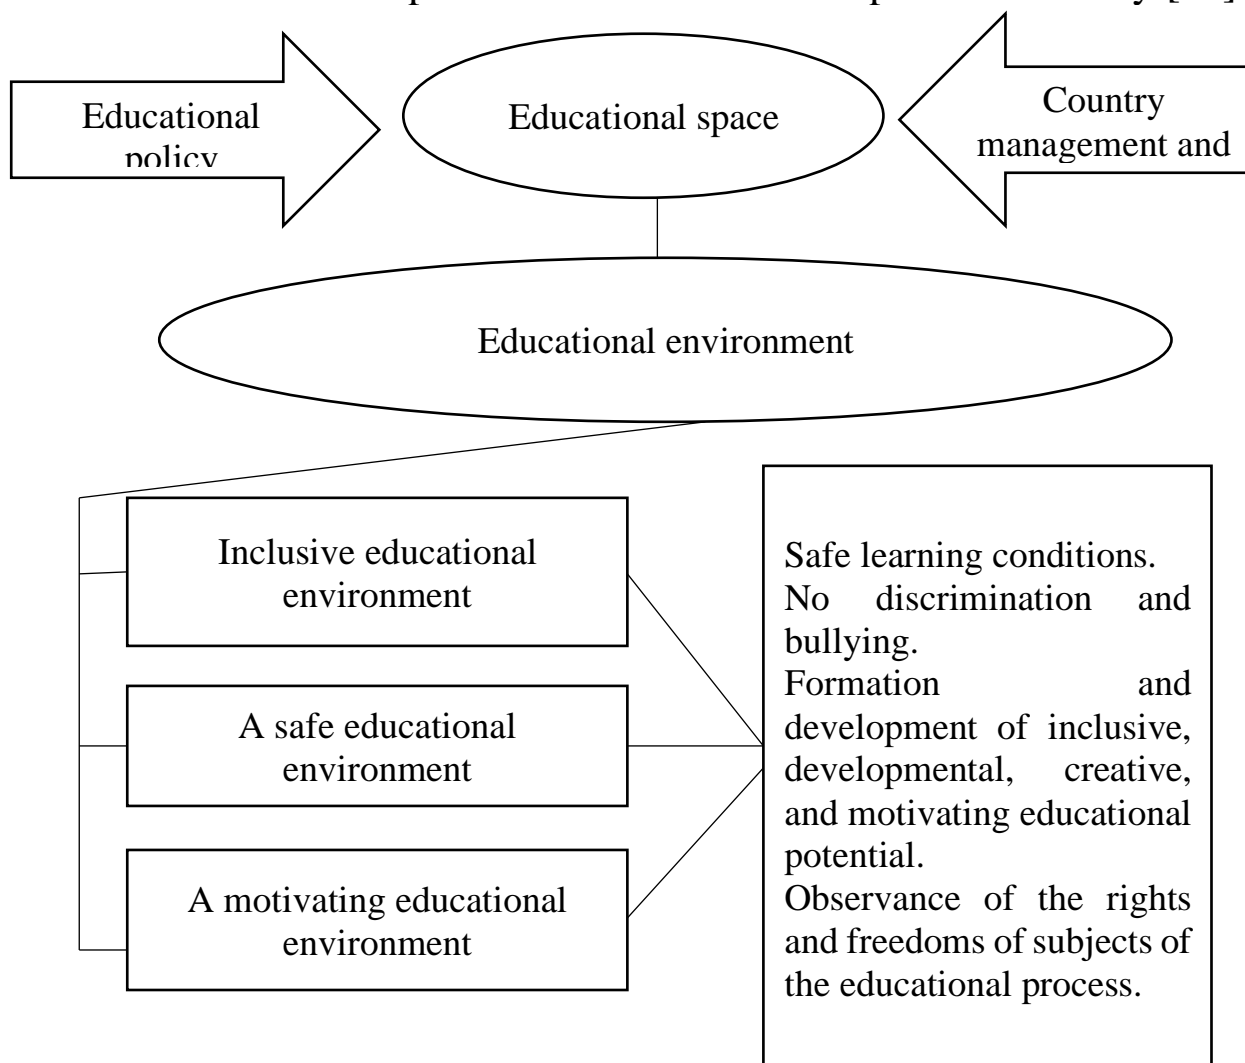 Educational
policy
Educational space
Country
management and
Educational environment
Inclusive educational
environment
A safe educational
environment
A motivating educational
environment
Safe learning conditions.
No discrimination and
bullying.
Formation and
development of inclusive,
developmental, creative,
and motivating educational
potential.
Observance of the rights
and freedoms of subjects of
the educational process.